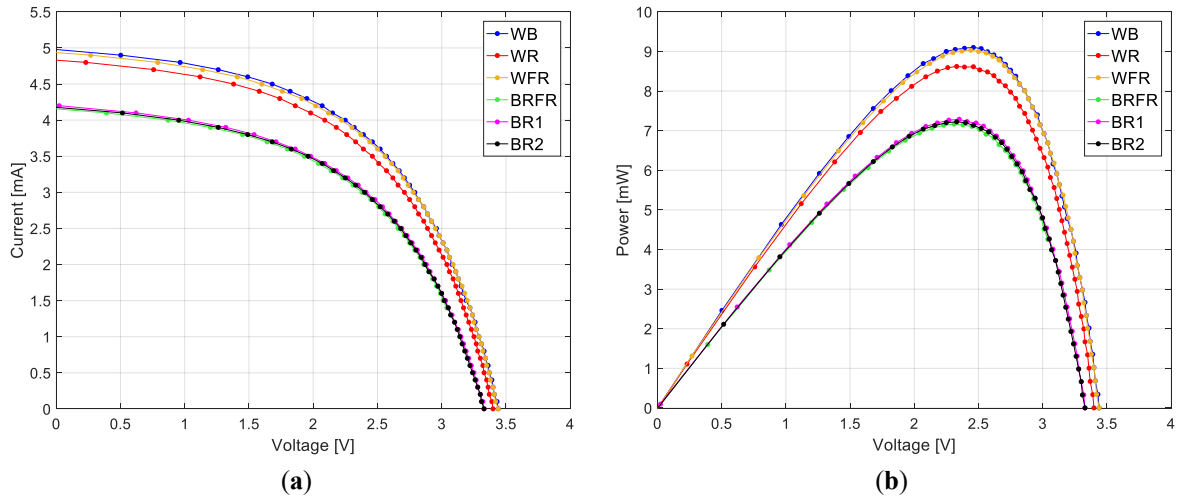 5.5
5
4.5
4
3.5
3
2.5
2
1.5
1
0.5
0
Current [mA]
0 0.5 1 1.5 2 2.5 3 3.5 4
Voltage [V]
WB
WR
WFR
BRFR
BR1
BR2
(a)
10
9
8
7
6
5
4
3
2
1
0
Power [mW]
0 0.5 1 1.5 2 2.5 3 3.5 4
Voltage [V]
WB
WR
WFR
BRFR
BR1
BR2
(b)